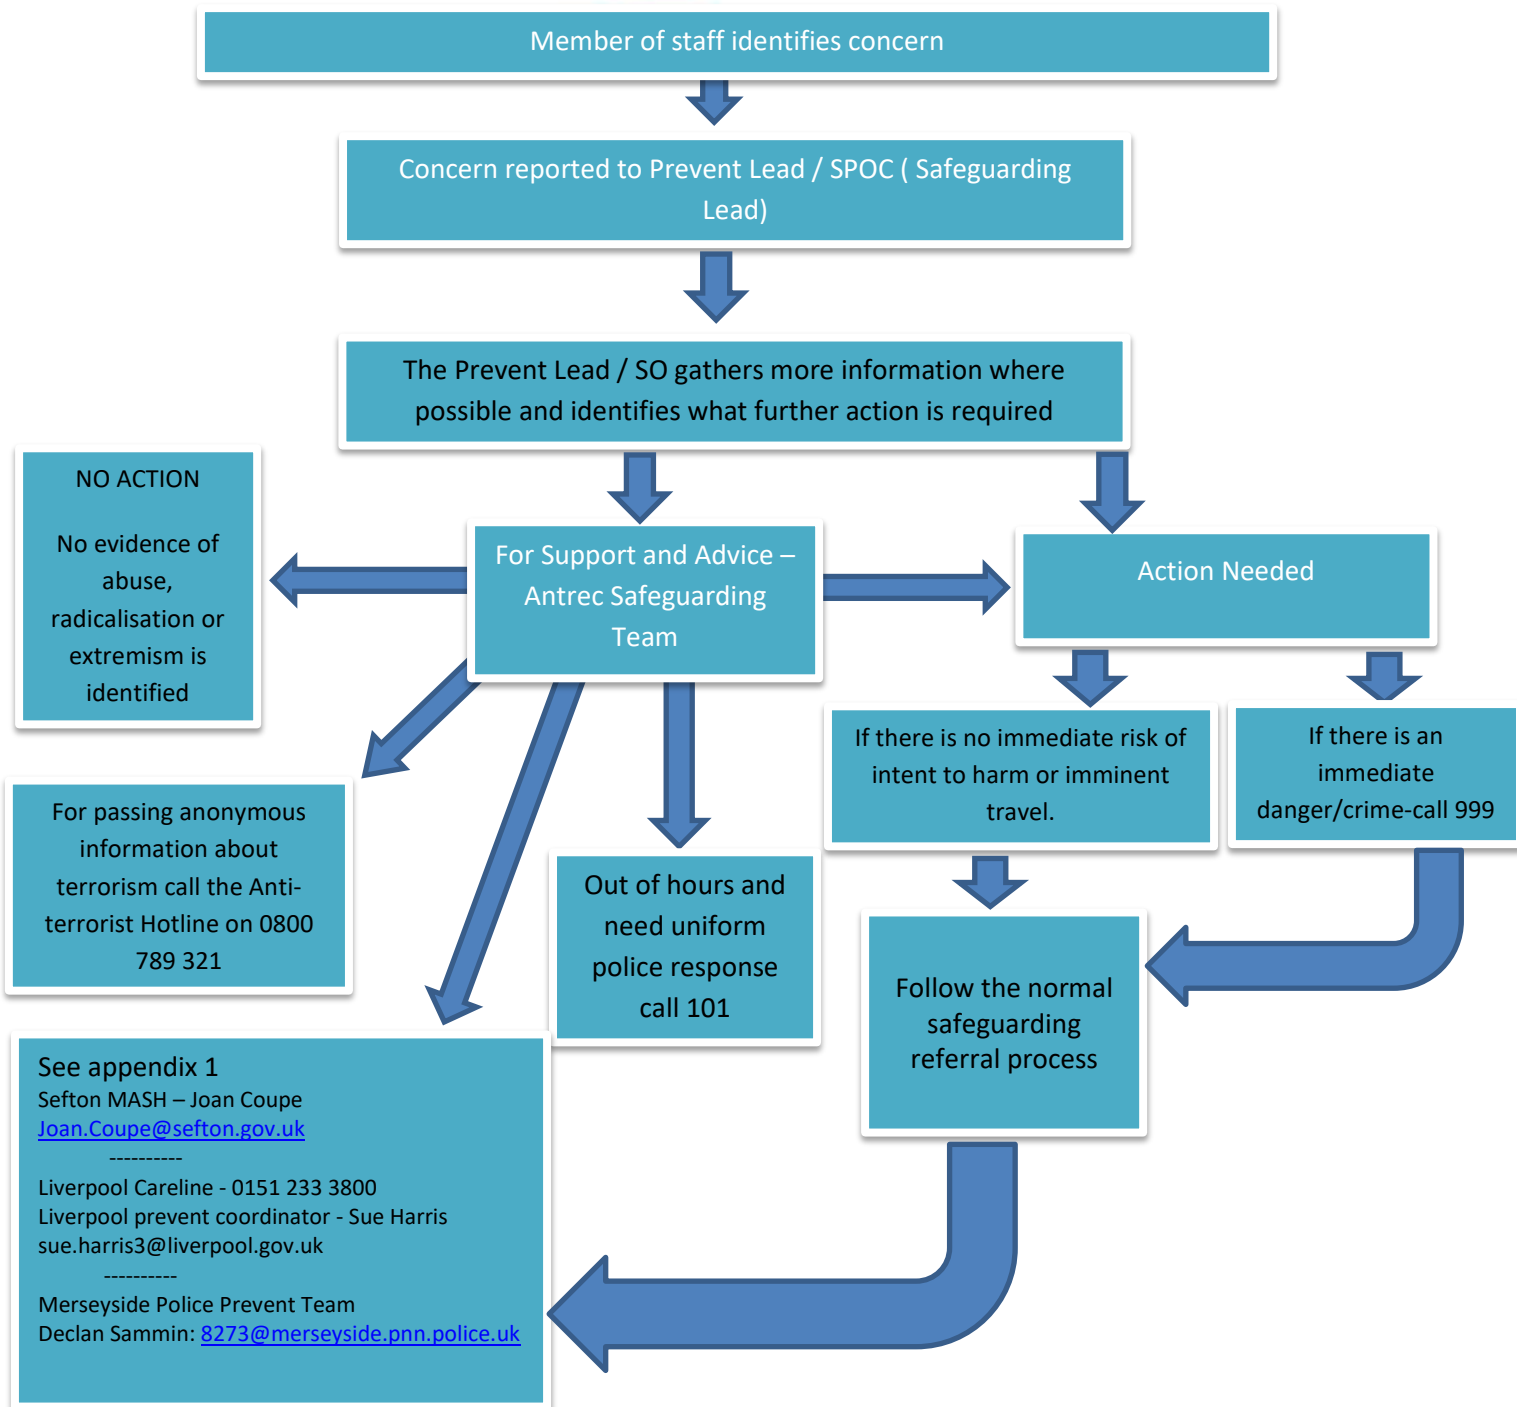 Member of staff identifies concern
Concern reported to Prevent Lead / SPOC ( Safeguarding
Lead)
The Prevent Lead / SO gathers more information where
possible and identifies what further action is required
NO ACTION
No evidence of
abuse,
radicalisation or
extremism is
identified
For Support and Advice –
Antrec Safeguarding
Team
Action Needed
If there is no immediate risk of
intent to harm or imminent
travel.
If there is an
immediate
danger/crime-call 999
For passing anonymous
information about
terrorism call the Anti-
terrorist Hotline on 0800
789 321
Out of hours and
need uniform
police response
call 101
Follow the normal
safeguarding
referral process
See appendix 1
Sefton MASH – Joan Coupe
Joan.Coupe@sefton.gov.uk
----------
Liverpool Careline - 0151 233 3800
Liverpool prevent coordinator - Sue Harris
sue.harris3@liverpool.gov.uk
----------
Merseyside Police Prevent Team
Declan Sammin: 8273@merseyside.pnn.police.uk